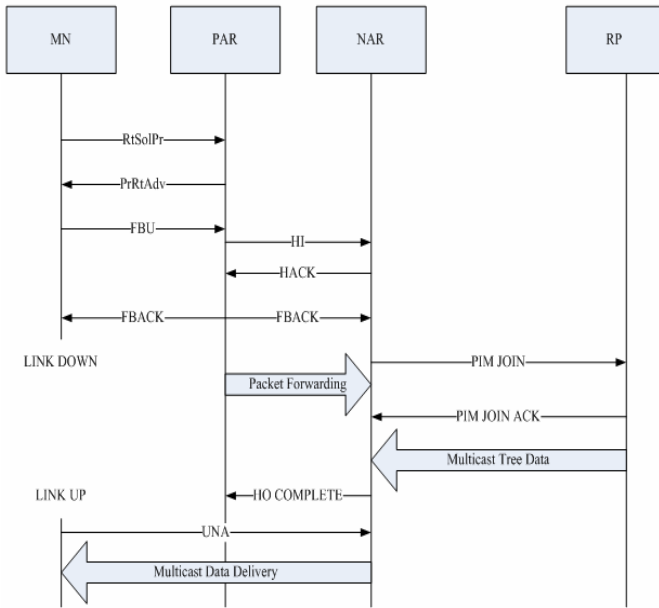 MN
PAR
NAR
RP
RtSolPr
PrRtAdv
FBU
HI
HACK
FBACK
FBACK
LINK DOWN
PIM JOIN
Packet Forwarding
PIM JOIN ACK
Multicast Tree Data
LINK UP
HO COMPLETE
UNA
Multicast Data Delivery